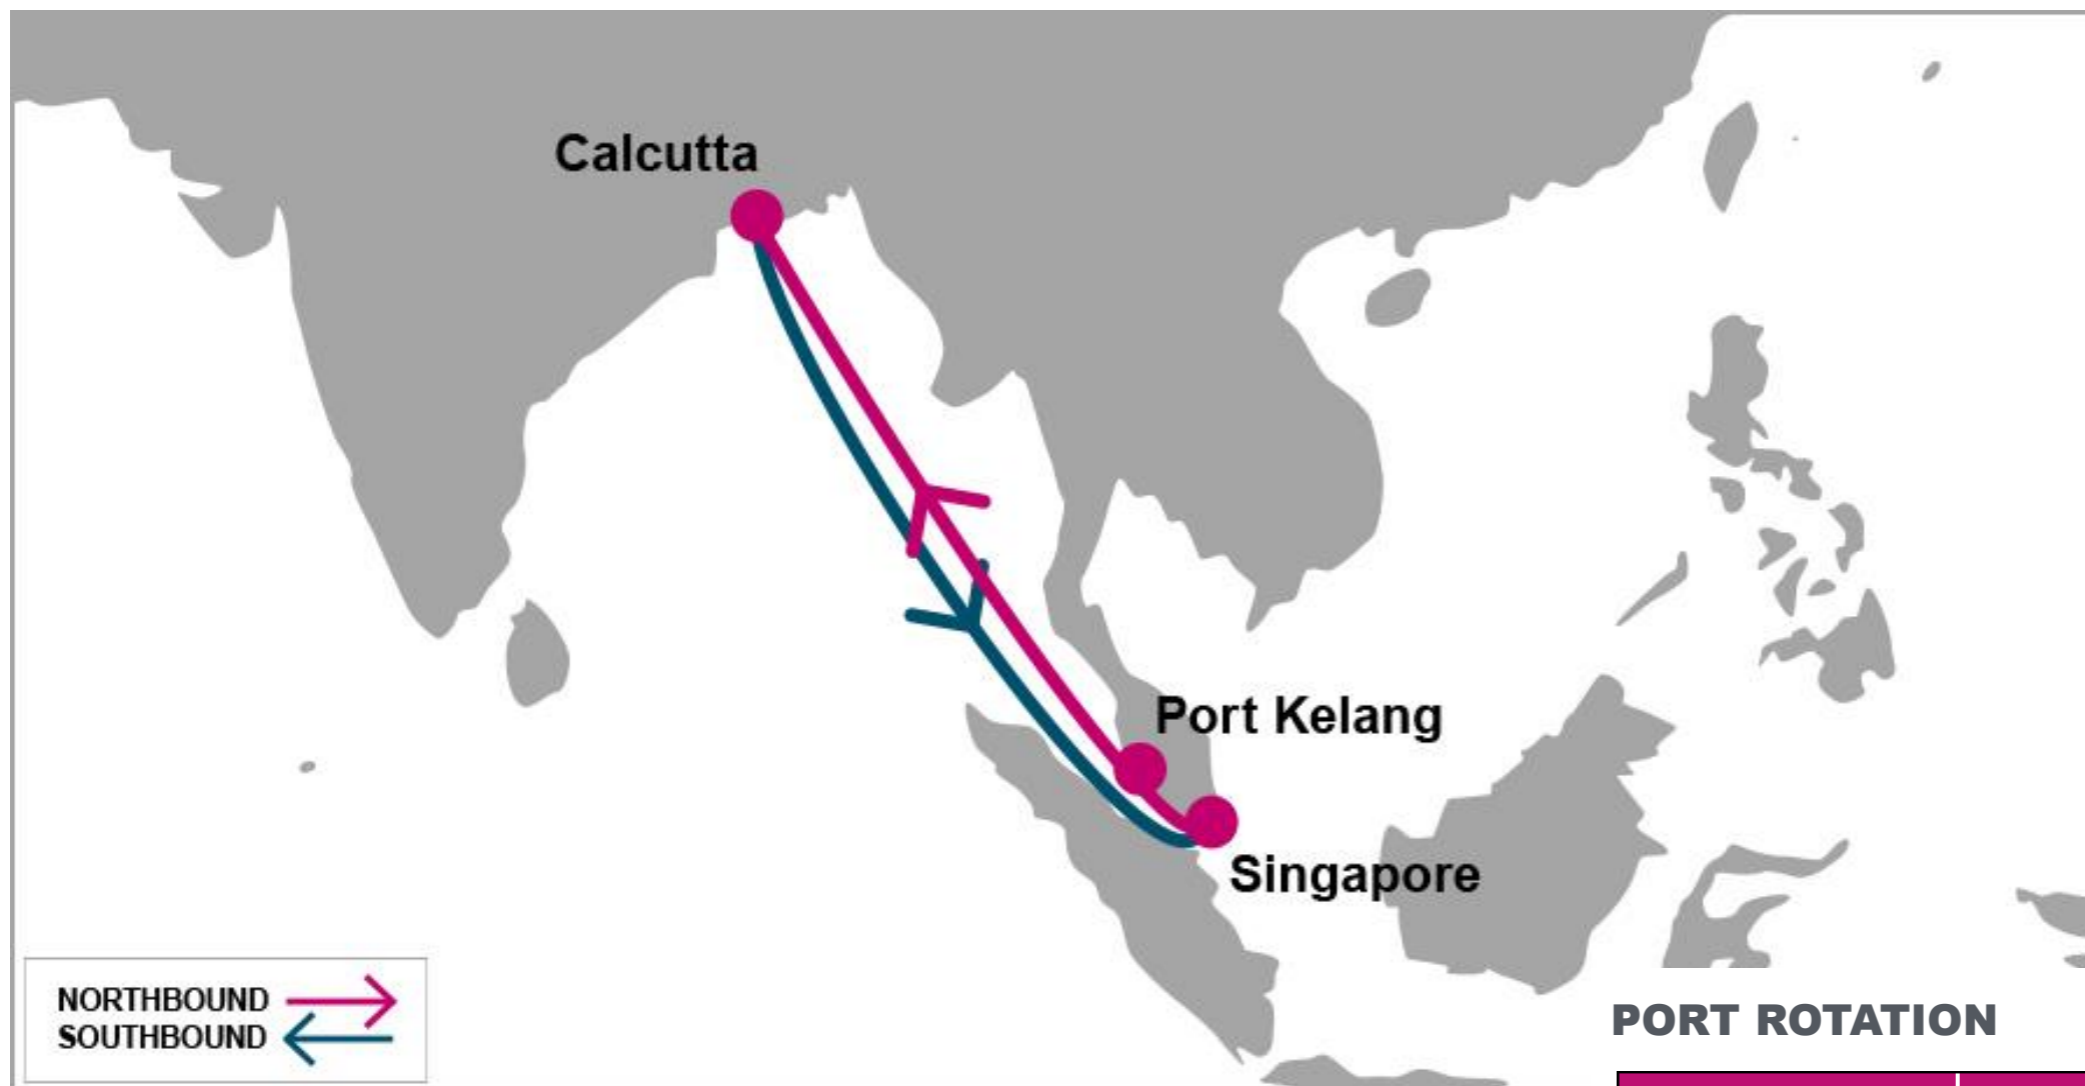 Calcutta
Port Kelang
Singapore
NORTHBOUND
SOUTHBOUND
PORT ROTATION